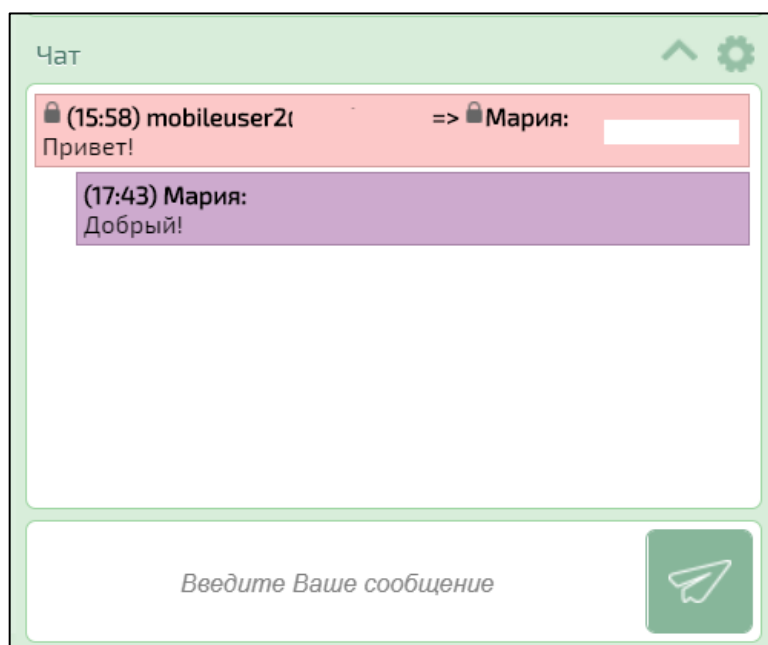 Чат
(15:58) mobileuser2( => Мария:
Привет!
(17:43) Мария:
Добрый!
Введите Ваше сообщение